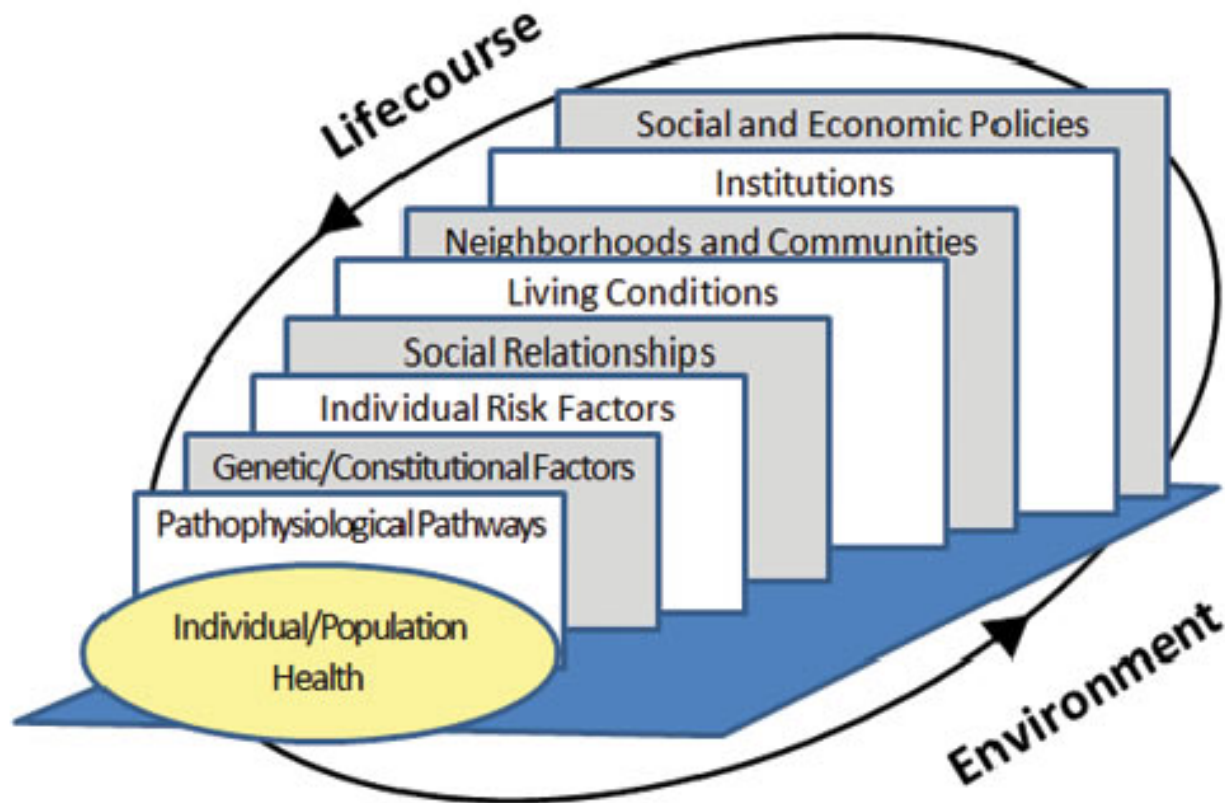 Lifecourse
Social and Economic Policies
Institutions
Neighborhoods and Communities
Living Conditions
Social Relationships
Individual Risk Factors
Genetic/Constitutional Factors
Pathophysiological Pathways
Individual/Population
Health
Environment